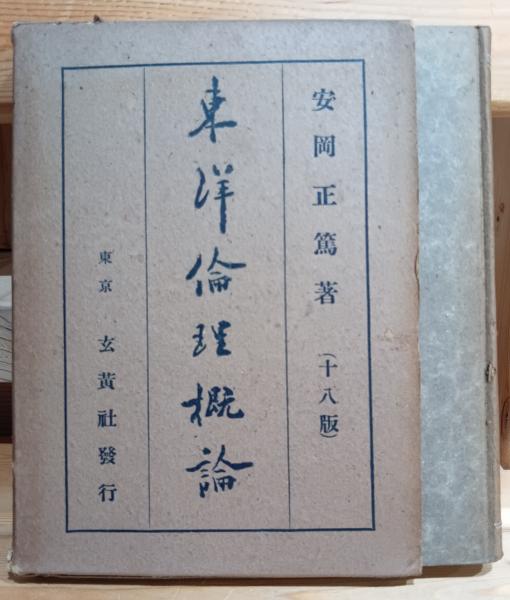 安岡正篤著 (十八版)
東洋倫理概論
東京 玄黄社發行